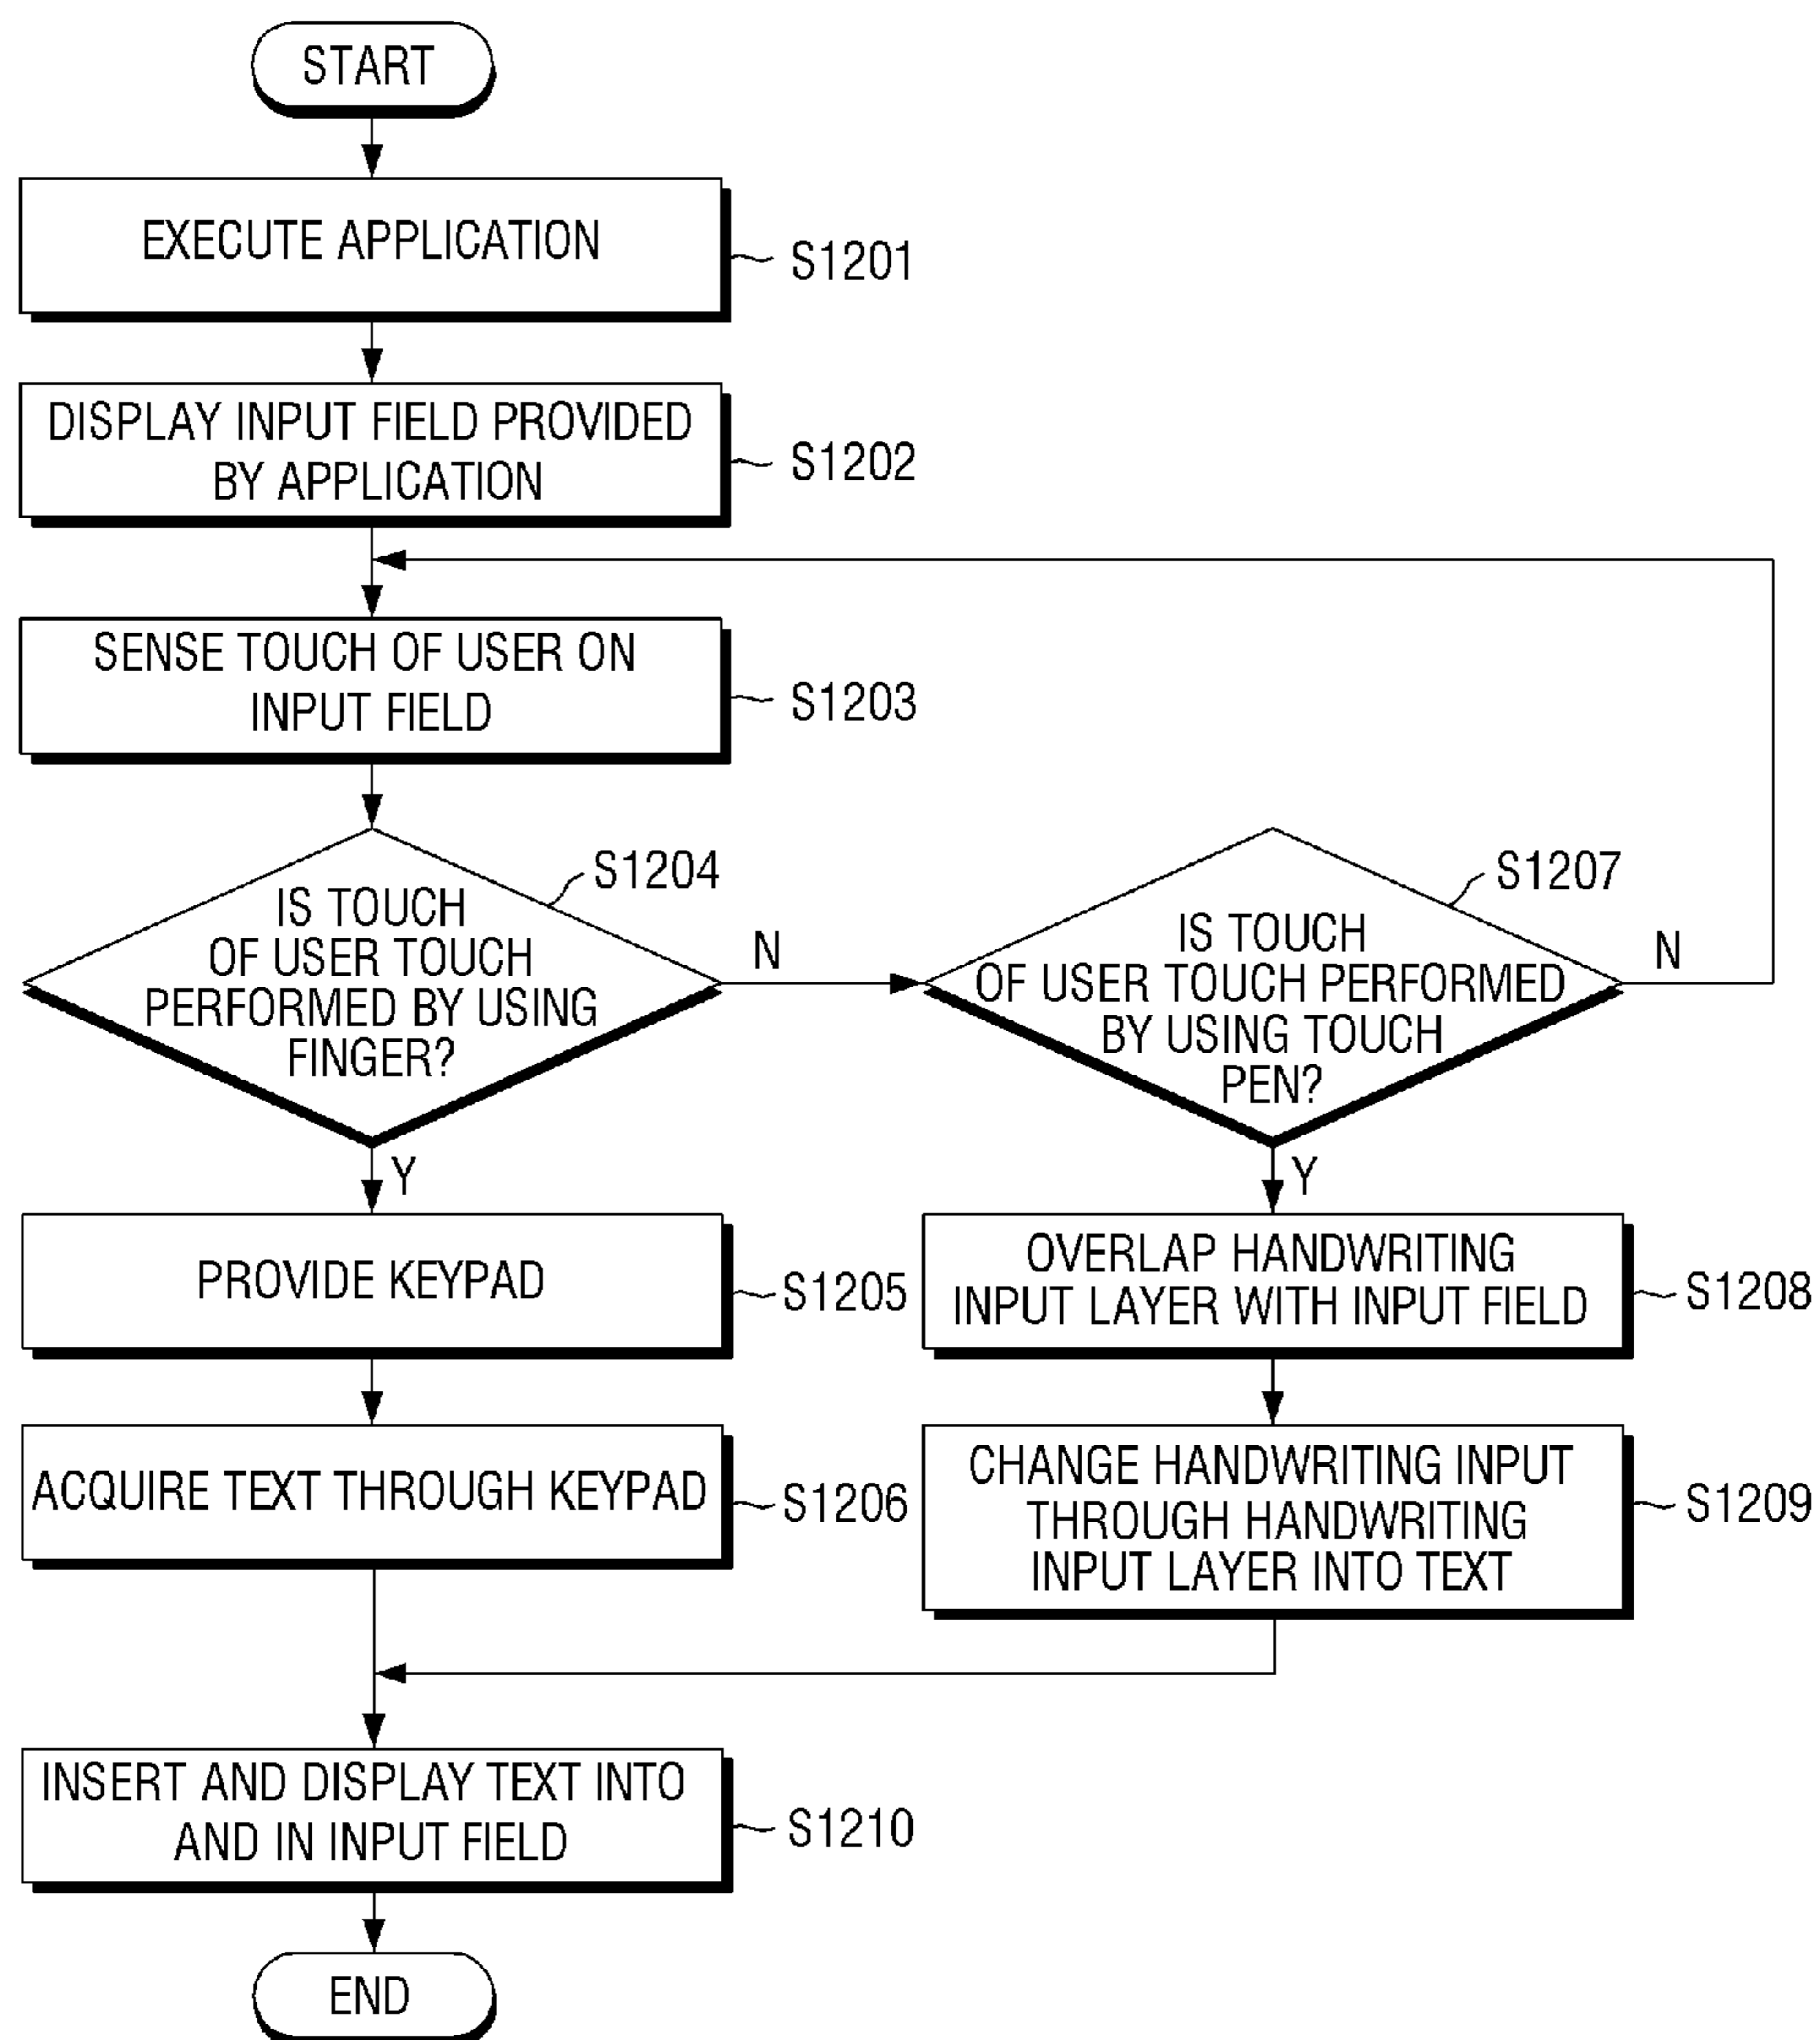 START
EXECUTE APPLICATION
S1201
DISPLAY INPUT FIELD PROVIDED
BY APPLICATION
S1202
SENSE TOUCH OF USER ON
INPUT FIELD
S1203
S1204
IS TOUCH
OF USER TOUCH
PERFORMED BY USING
FINGER?
N
Y
S1207
IS TOUCH
OF USER TOUCH PERFORMED
BY USING TOUCH
PEN?
N
Y
PROVIDE KEYPAD
S1205
OVERLAP HANDWRITING
INPUT LAYER WITH INPUT FIELD
S1208
ACQUIRE TEXT THROUGH KEYPAD
S1206
CHANGE HANDWRITING INPUT
THROUGH HANDWRITING
INPUT LAYER INTO TEXT
S1209
INSERT AND DISPLAY TEXT INTO
AND IN INPUT FIELD
S1210
END